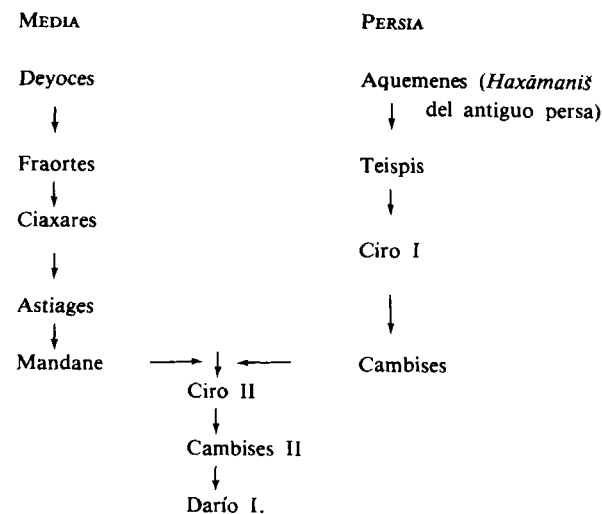 MEDIA
PERSIA
Deyoces
Aquemenes (Haxāmaniš
del antiguo persa)
Fraortes
Teispis
Ciaxares
Ciro I
Astiages
Mandane
Cambises
Ciro II
Cambises II
Darío I.